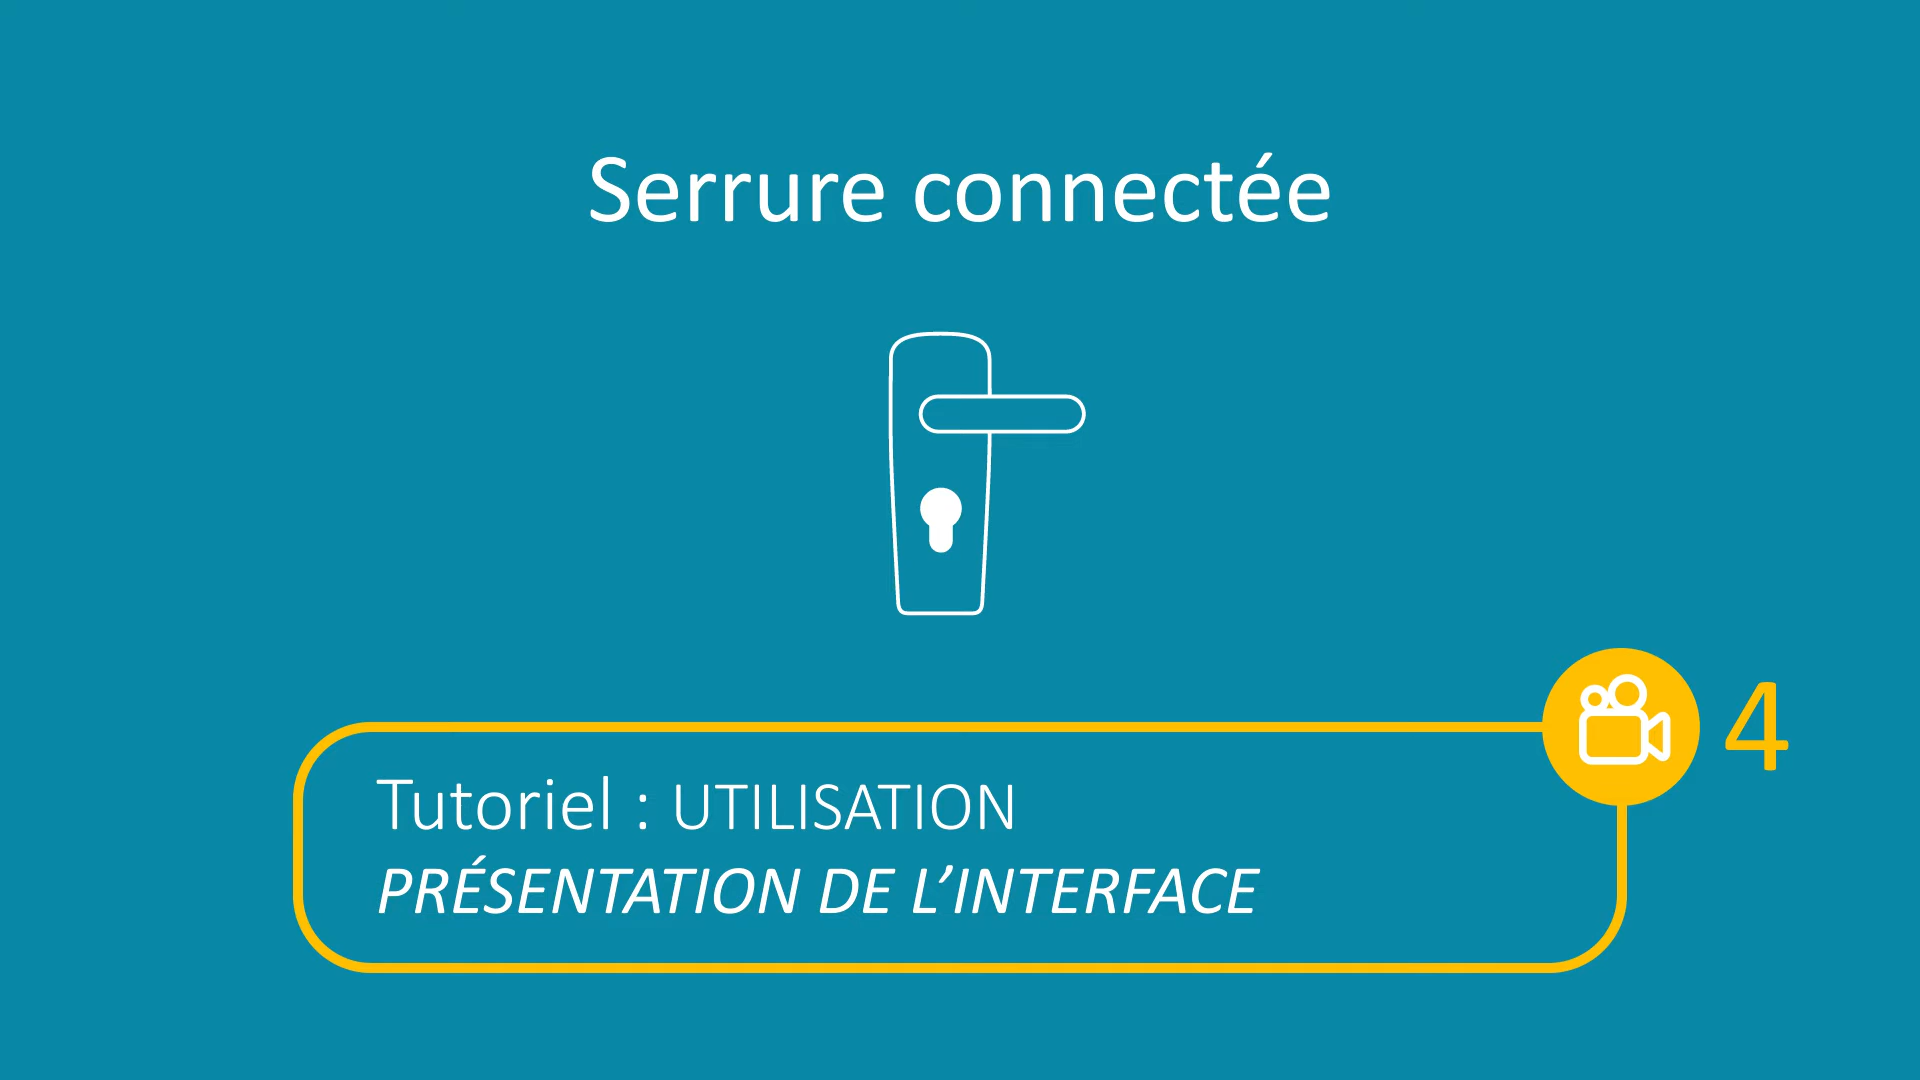 Serrure connectée
4
Tutoriel : UTILISATION
PRÉSENTATION DE L’INTERFACE